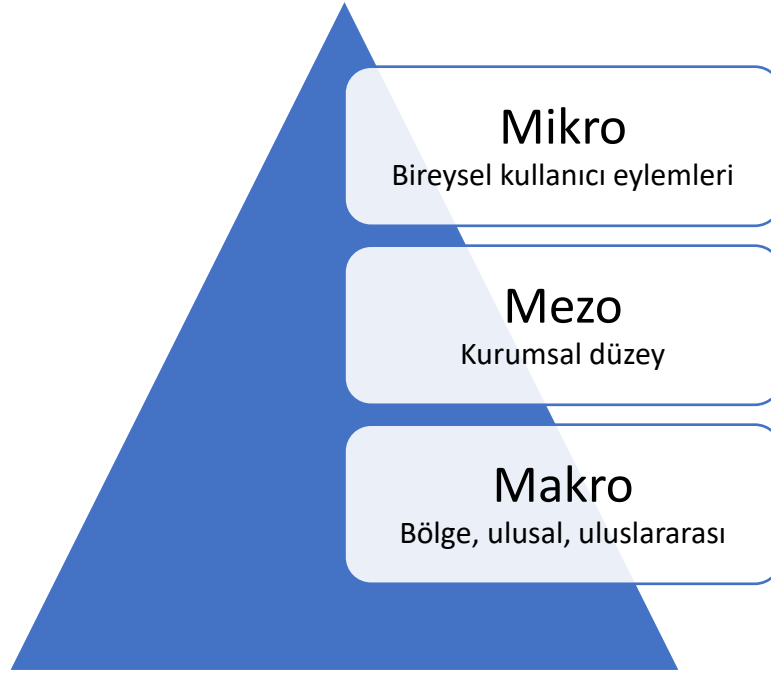 Mikro
Bireysel kullanıcı eylemleri
Mezo
Kurumsal düzey
Makro
Bölge, ulusal, uluslararası